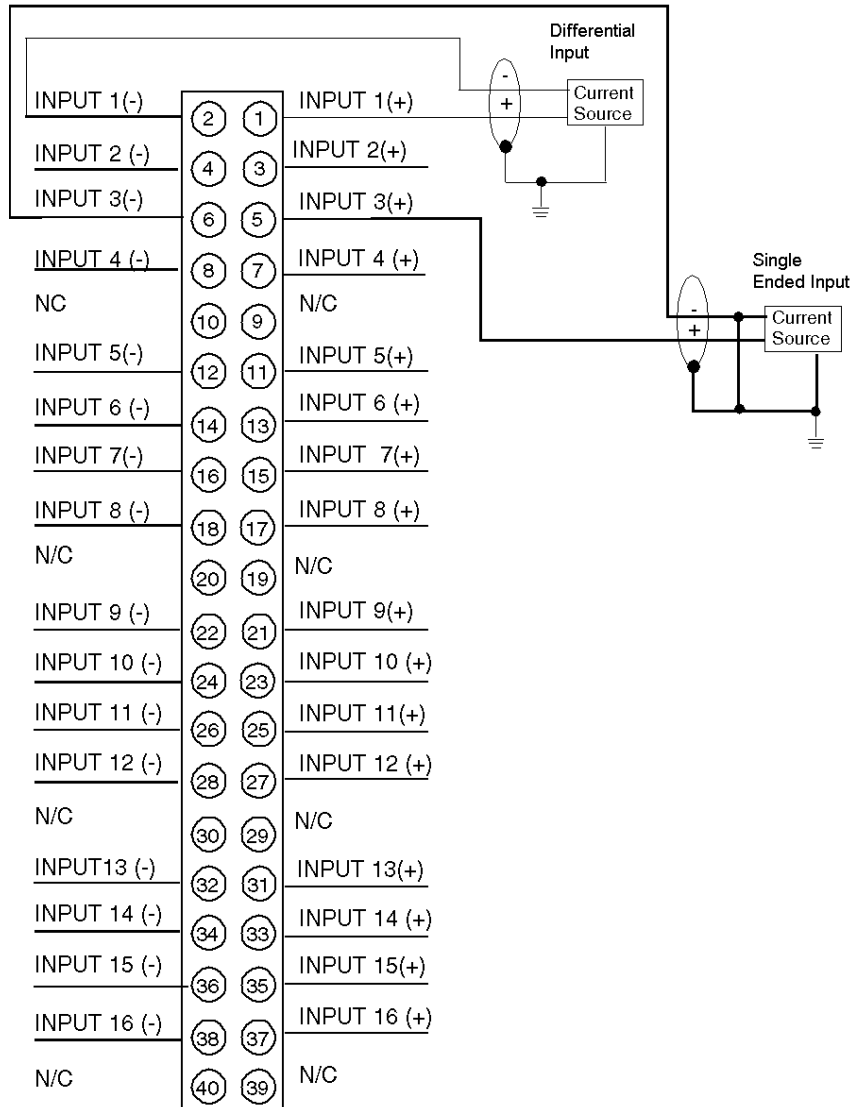 Differential
Input
-
+
Current
Source
INPUT 1(-) 2 1 INPUT 1(+)
INPUT 2 (-) 4 3 INPUT 2(+)
INPUT 3(-) 6 5 INPUT 3(+)
INPUT 4 (-) 8 7 INPUT 4 (+)
Single
Ended Input
-
+
Current
Source
NC 10 9 N/C
INPUT 5(-) 12 11 INPUT 5(+)
INPUT 6 (-) 14 13 INPUT 6 (+)
INPUT 7(-) 16 15 INPUT 7(+)
INPUT 8 (-) 18 17 INPUT 8 (+)
N/C 20 19 N/C
INPUT 9 (-) 22 21 INPUT 9(+)
INPUT 10 (-) 24 23 INPUT 10 (+)
INPUT 11 (-) 26 25 INPUT 11(+)
INPUT 12 (-) 28 27 INPUT 12 (+)
N/C 30 29 N/C
INPUT13 (-) 32 31 INPUT 13(+)
INPUT 14 (-) 34 33 INPUT 14 (+)
INPUT 15 (-) 36 35 INPUT 15(+)
INPUT 16 (-) 38 37 INPUT 16 (+)
N/C 40 39 N/C